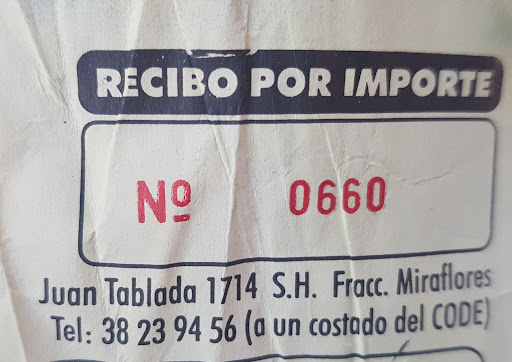 RECIBO POR IMPORTE
Nº 0660
Juan Tablada 1714 S.H. Fracc. Miraflores
Tel: 38 23 94 56 (a un costado del CODE)